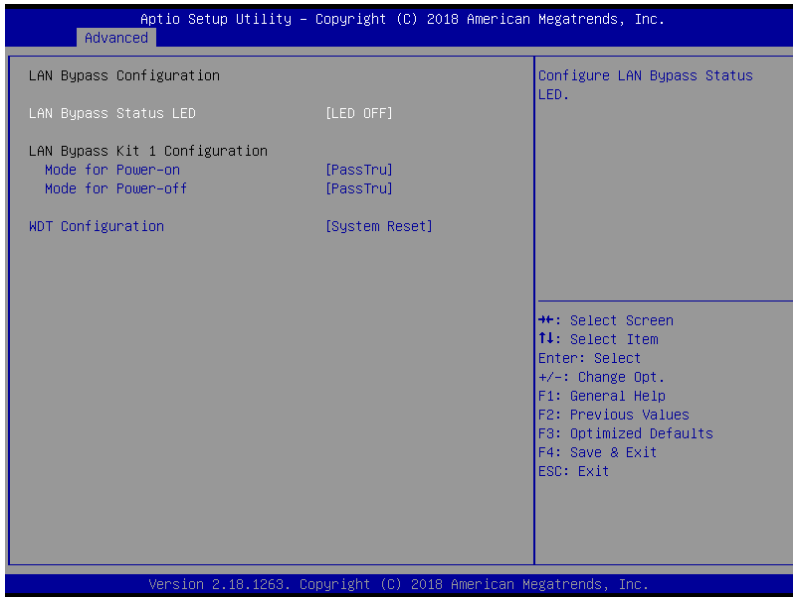 Aptio Setup Utility – Copyright (C) 2018 American Megatrends, Inc.
Advanced
LAN Bypass Configuration
LAN Bypass Status LED [LED OFF]
LAN Bypass Kit 1 Configuration
Mode for Power-on [PassTru]
Mode for Power-off [PassTru]
WDT Configuration [System Reset]
Configure LAN Bypass Status
LED.
→←: Select Screen
↑↓: Select Item
Enter: Select
+/-: Change Opt.
F1: General Help
F2: Previous Values
F3: Optimized Defaults
F4: Save & Exit
ESC: Exit
Version 2.18.1263. Copyright (C) 2018 American Megatrends, Inc.